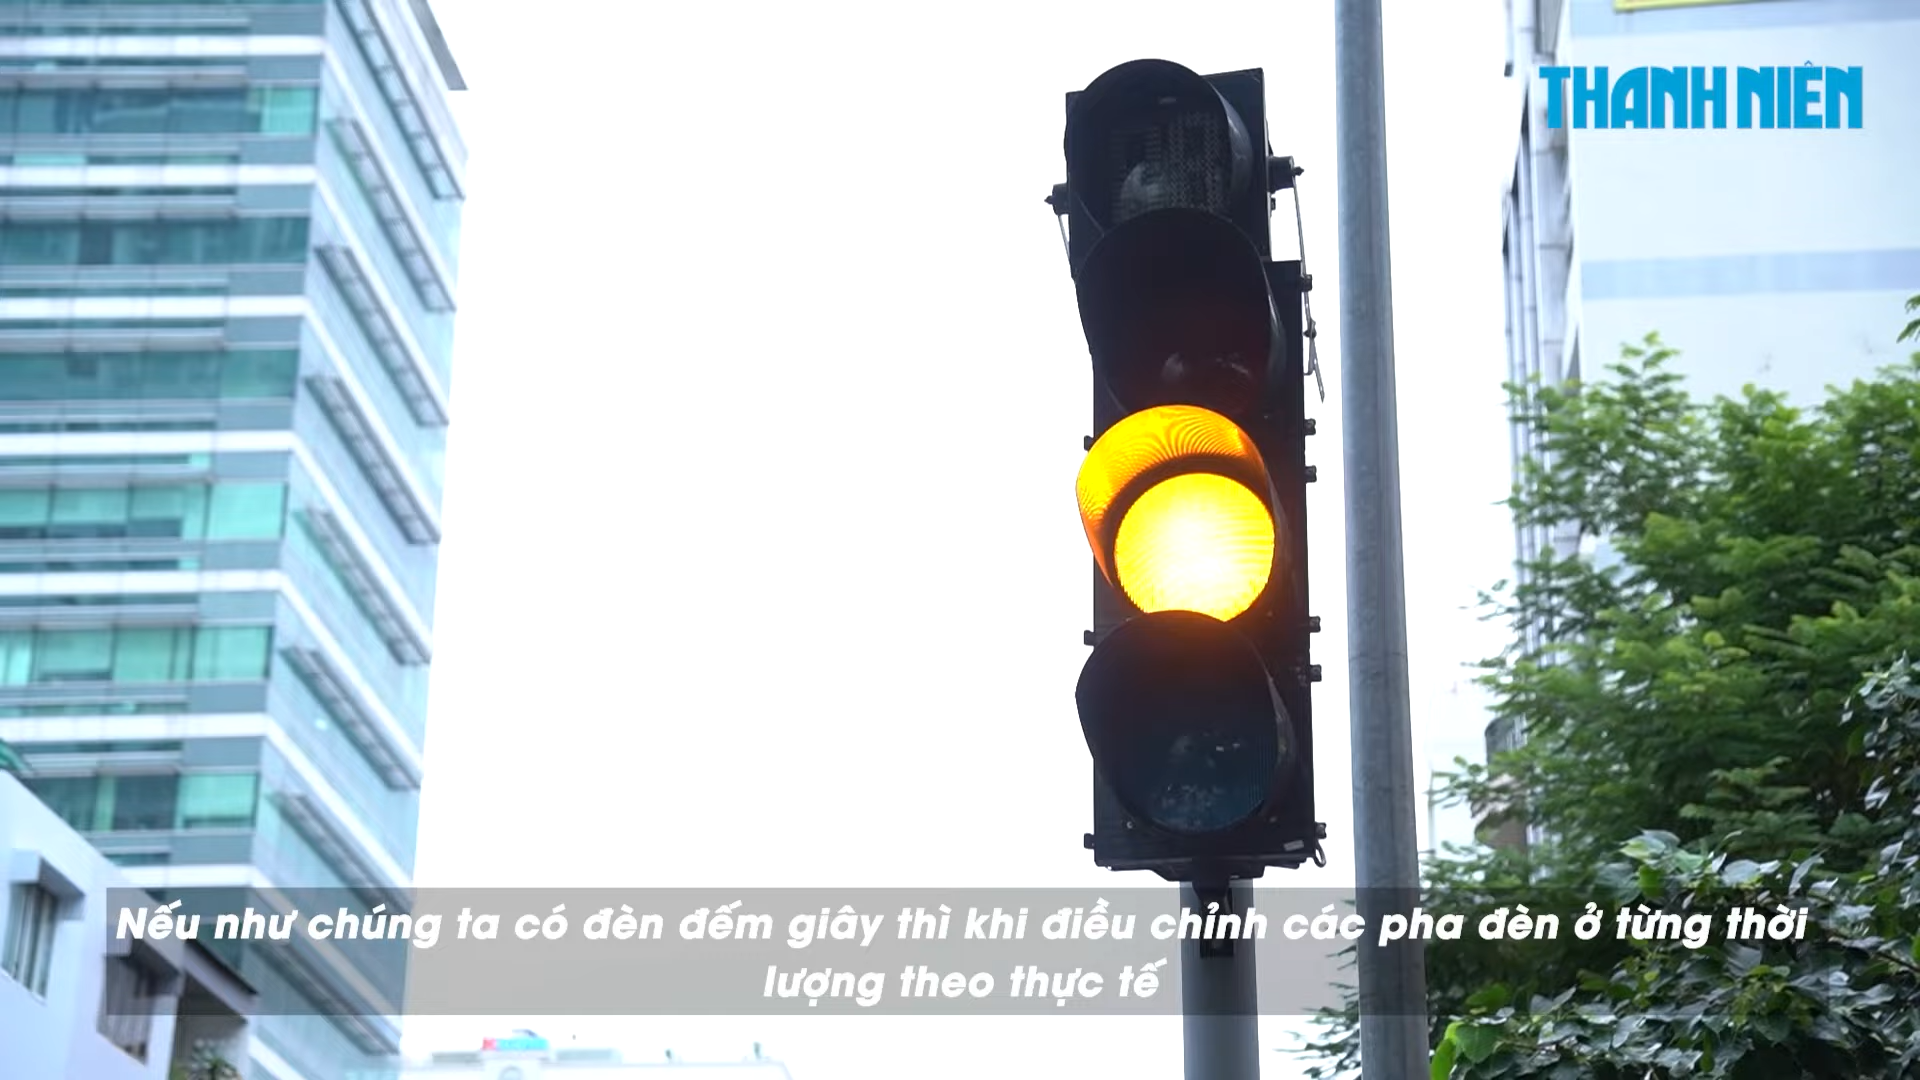 THANH NIÊN
Nếu như chúng ta có đèn đếm giây thì khi điều chỉnh các pha đèn ở từng thời
lượng theo thực tế